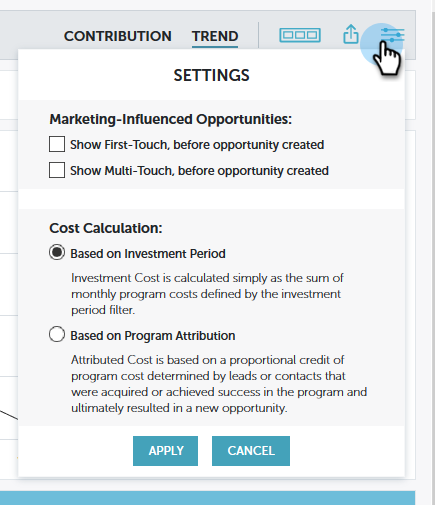 CONTRIBUTION TREND
SETTINGS
Marketing-Influenced Opportunities:
Show First-Touch, before opportunity created
Show Multi-Touch, before opportunity created
Cost Calculation:
Based on Investment Period
Investment Cost is calculated simply as the sum of
monthly program costs defined by the investment
period filter.
Based on Program Attribution
Attributed Cost is based on a proportional credit of
program cost determined by leads or contacts that
were acquired or achieved success in the program and
ultimately resulted in a new opportunity.
APPLY CANCEL